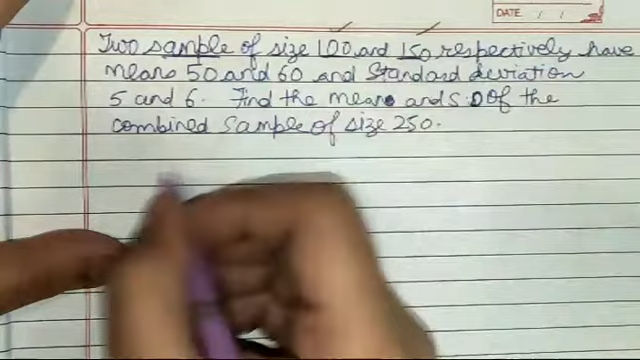 DATE / /
Two sample of size 100 and 150 respectively have
means 50 and 60 and Standard deviation
5 and 6. Find the mean and S.D of the
combined sample of size 250.